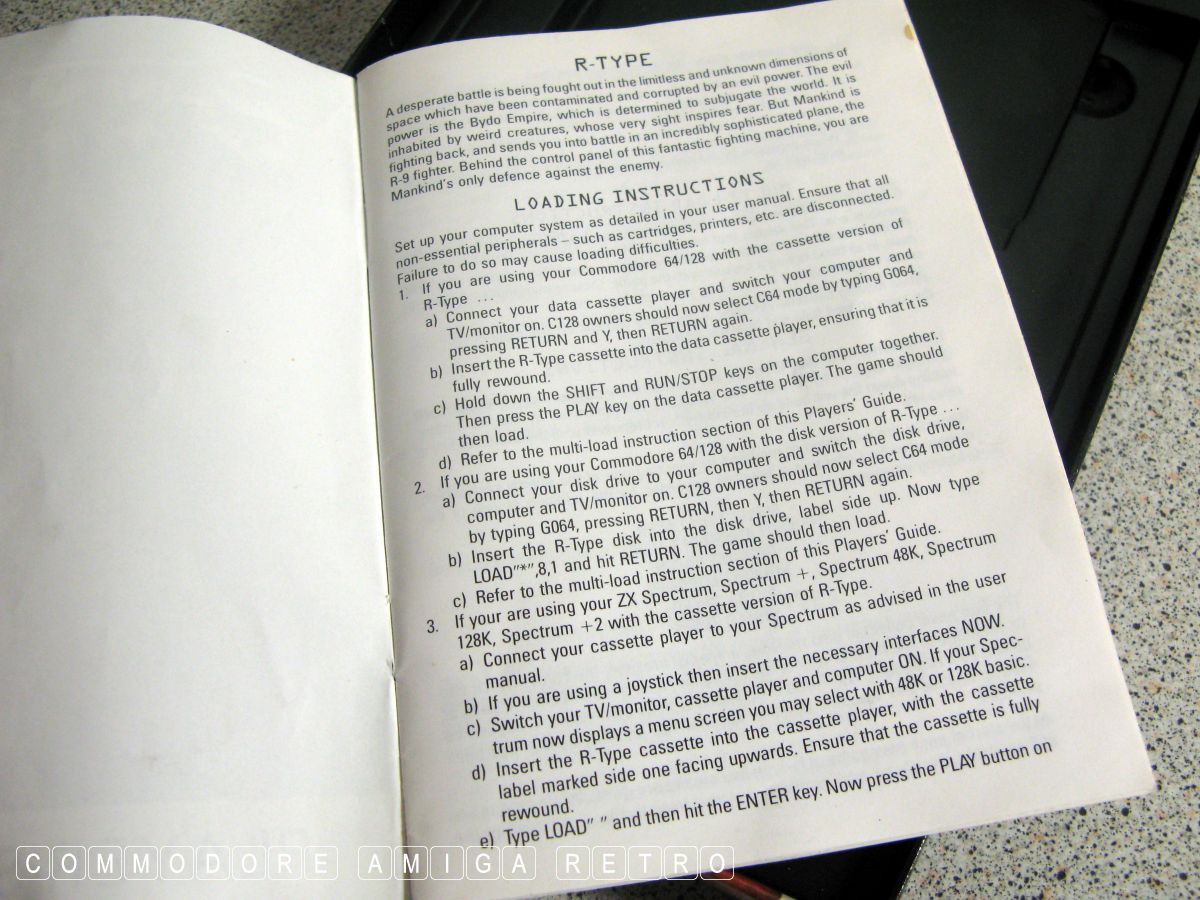 R-TYPE
A desperate battle is being fought out in the limitless and unknown dimensions of
space which have been contaminated and corrupted by an evil power. The evil
power is the Bydo Empire, which is determined to subjugate the world. It is
inhabited by weird creatures, whose very sight inspires fear. But Mankind is
fighting back, and sends you into battle in an incredibly sophisticated plane, the
R-9 fighter. Behind the control panel of this fantastic fighting machine, you are
Mankind's only defence against the enemy.
LOADING INSTRUCTIONS
Set up your computer system as detailed in your user manual. Ensure that all
non-essential peripherals – such as cartridges, printers, etc. are disconnected.
Failure to do so may cause loading difficulties.
1. If you are using your Commodore 64/128 with the cassette version of
R-Type ...
a) Connect your data cassette player and switch your computer and
TV/monitor on. C128 owners should now select C64 mode by typing G064,
pressing RETURN and Y, then RETURN again.
b) Insert the R-Type cassette into the data cassette player, ensuring that it is
fully rewound.
c) Hold down the SHIFT and RUN/STOP keys on the computer together.
Then press the PLAY key on the data cassette player. The game should
then load.
d) Refer to the multi-load instruction section of this Players' Guide.
2. If you are using your Commodore 64/128 with the disk version of R-Type ...
a) Connect your disk drive to your computer and switch the disk drive,
computer and TV/monitor on. C128 owners should now select C64 mode
by typing G064, pressing RETURN, then Y, then RETURN again.
b) Insert the R-Type disk into the disk drive, label side up. Now type
LOAD"*",8,1 and hit RETURN. The game should then load.
c) Refer to the multi-load instruction section of this Players' Guide.
3. If your are using your ZX Spectrum, Spectrum +, Spectrum 48K, Spectrum
128K, Spectrum +2 with the cassette version of R-Type.
a) Connect your cassette player to your Spectrum as advised in the user
manual.
b) If you are using a joystick then insert the necessary interfaces NOW.
c) Switch your TV/monitor, cassette player and computer ON. If your Spec-
trum now displays a menu screen you may select with 48K or 128K basic.
d) Insert the R-Type cassette into the cassette player, with the cassette
label marked side one facing upwards. Ensure that the cassette is fully
rewound.
e) Type LOAD" " and then hit the ENTER key. Now press the PLAY button on
COMMODORE AMIGA RETRO